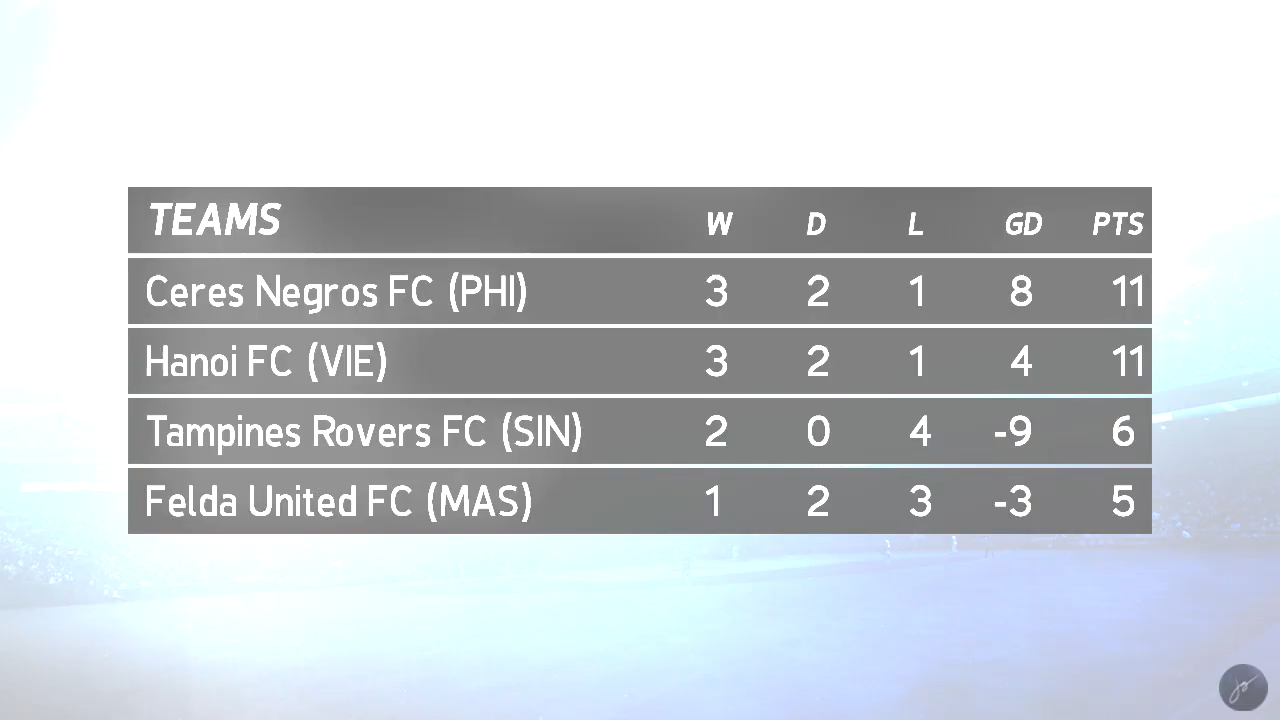 TEAMS W D L GD PTS
Ceres Negros FC (PHI) 3 2 1 8 11
Hanoi FC (VIE) 3 2 1 4 11
Tampines Rovers FC (SIN) 2 0 4 -9 6
Felda United FC (MAS) 1 2 3 -3 5